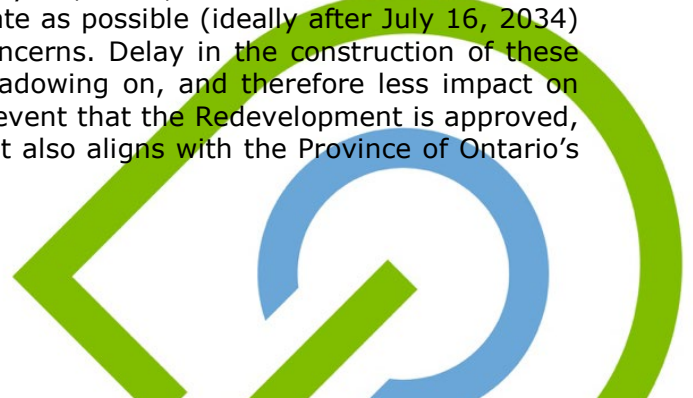 ate as possible (ideally after July 16, 2034)
ncerns. Delay in the construction of these
adowing on, and therefore less impact on
event that the Redevelopment is approved,
t also aligns with the Province of Ontario’s